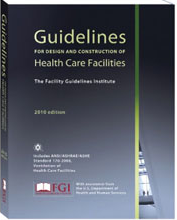 Guidelines
FOR DESIGN AND CONSTRUCTION OF
Health Care Facilities
The Facility Guidelines Institute
2010 edition
Includes ANSI/ASHRAE/ASHE
Standard 170-2008,
Ventilation of
Health Care Facilities
FGI
With assistance from
the U.S. Department of
Health and Human Services
Guidelines